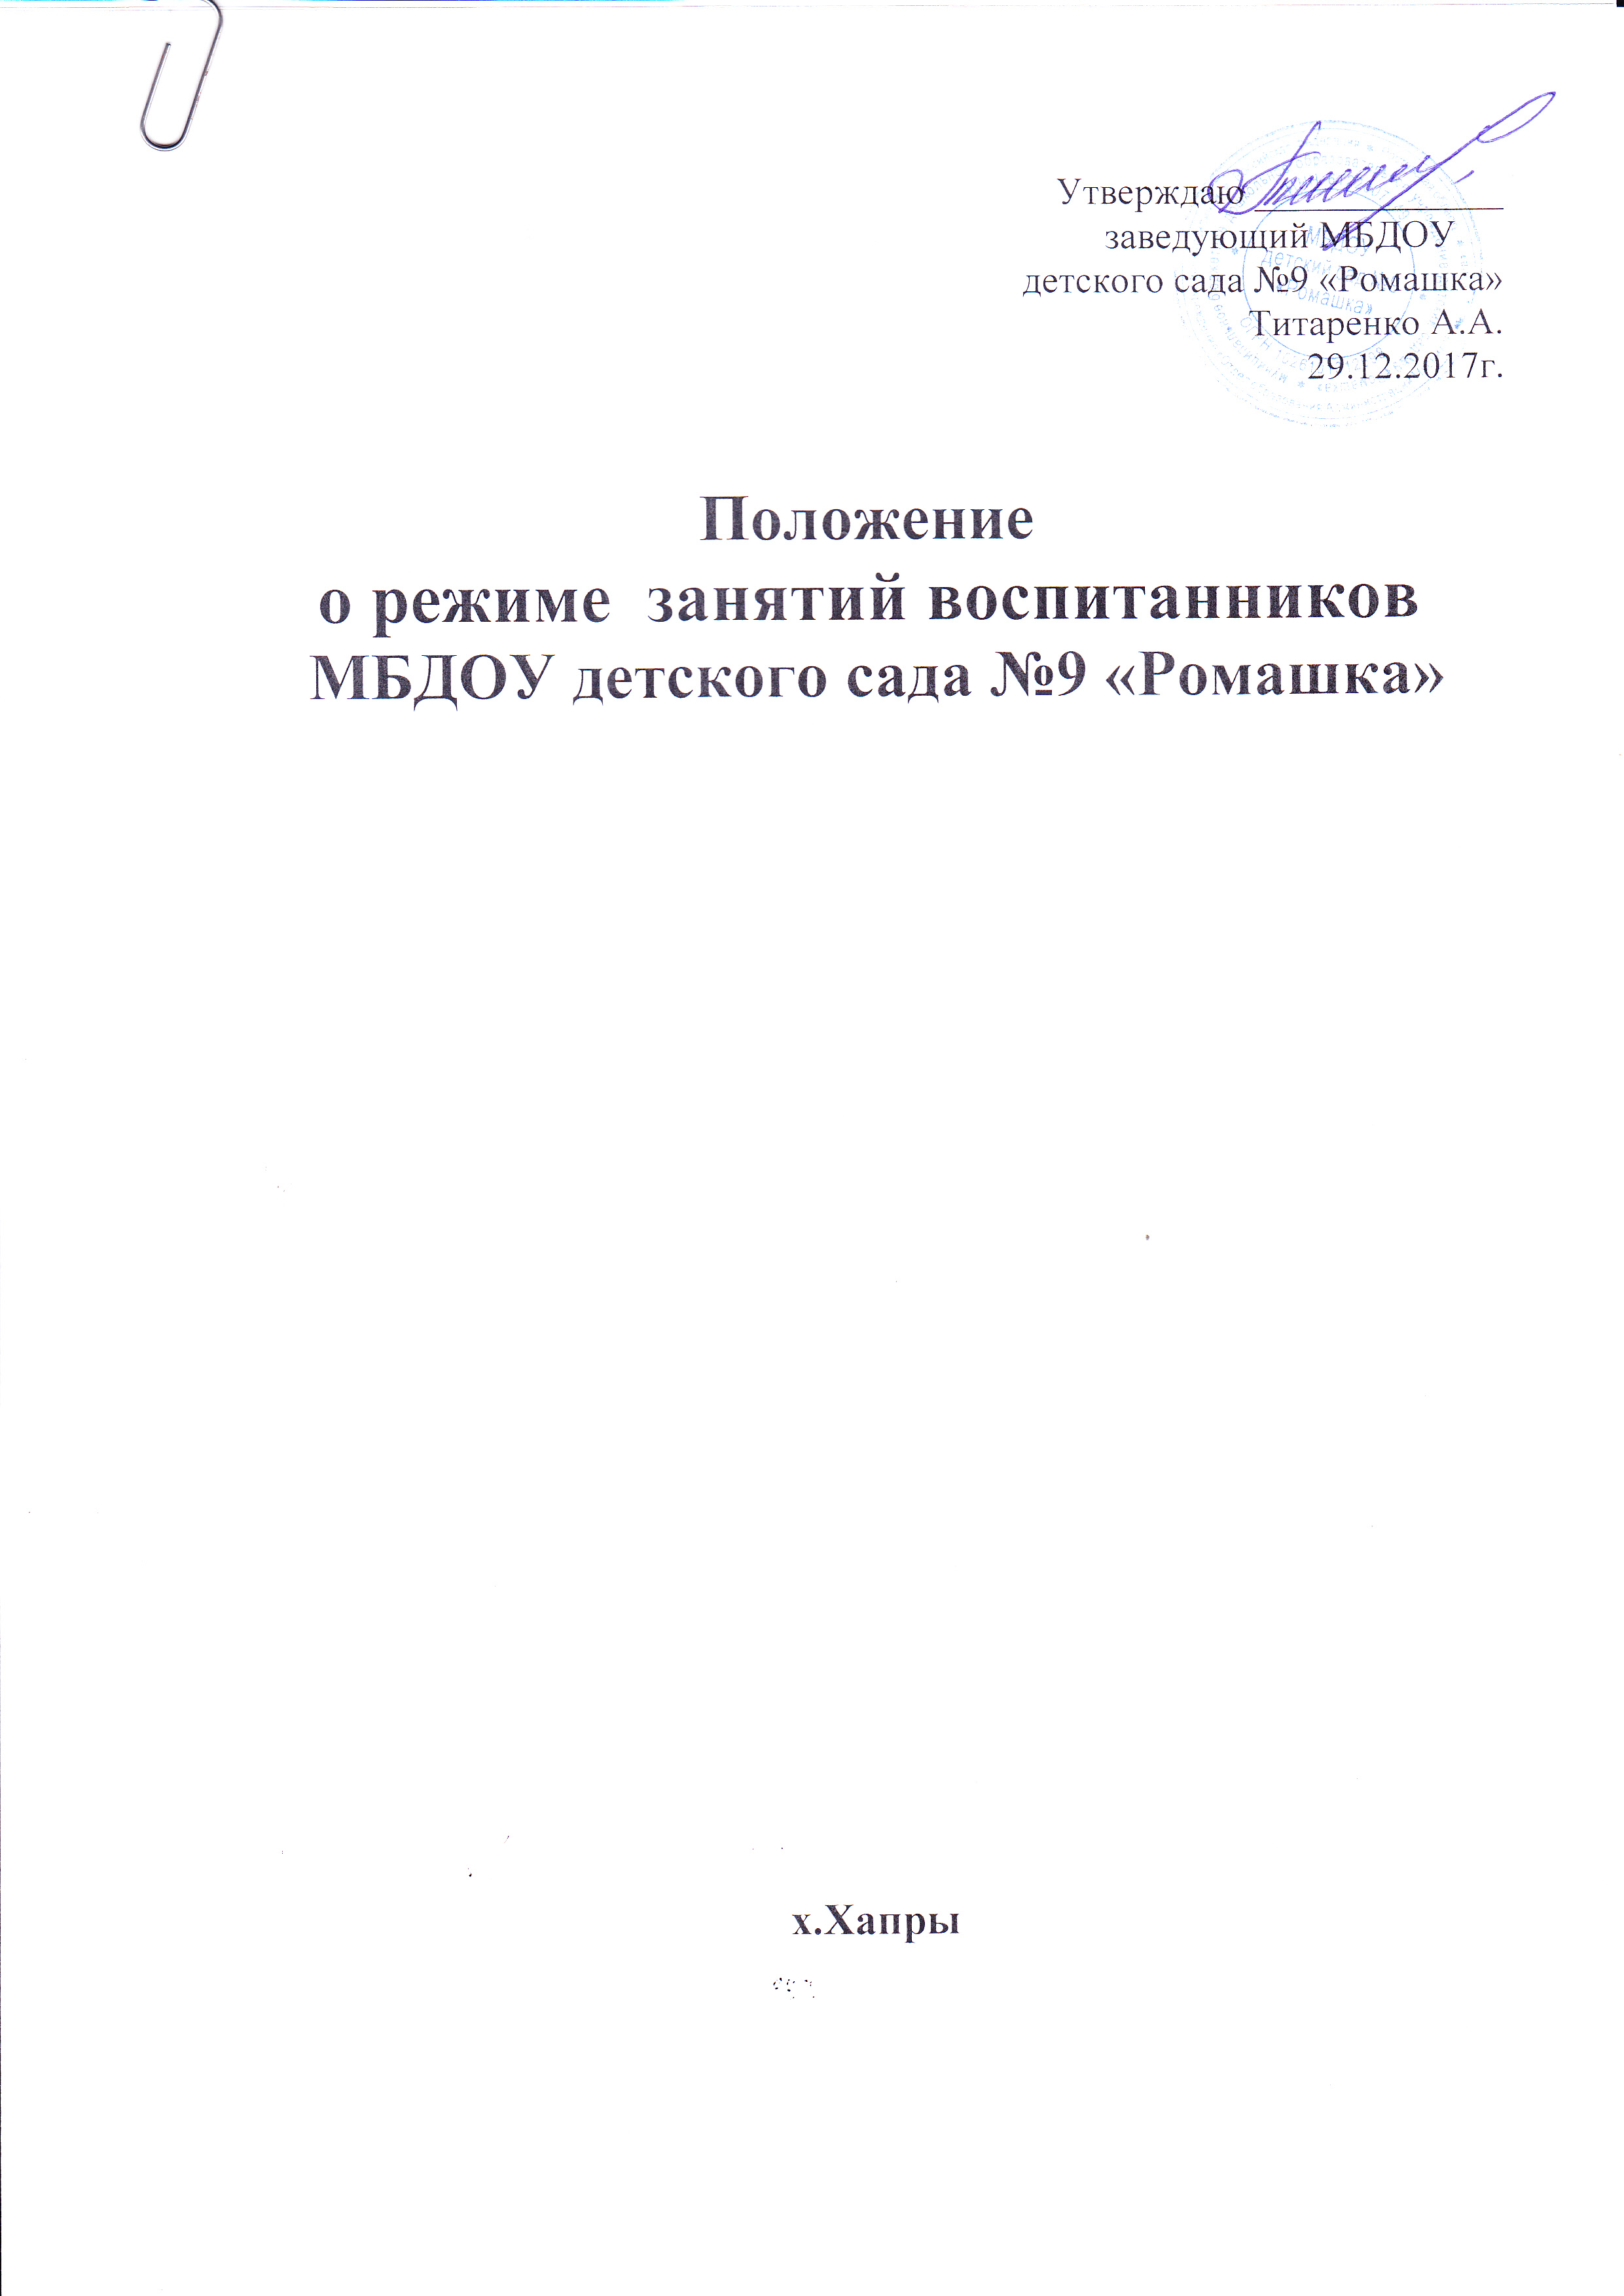 Утверждаю _____________
заведующий МБДОУ
детского сада №9 «Ромашка»
Титаренко А.А.
29.12.2017г.
Положение
о режиме занятий воспитанников
МБДОУ детского сада №9 «Ромашка»
х.Хапры